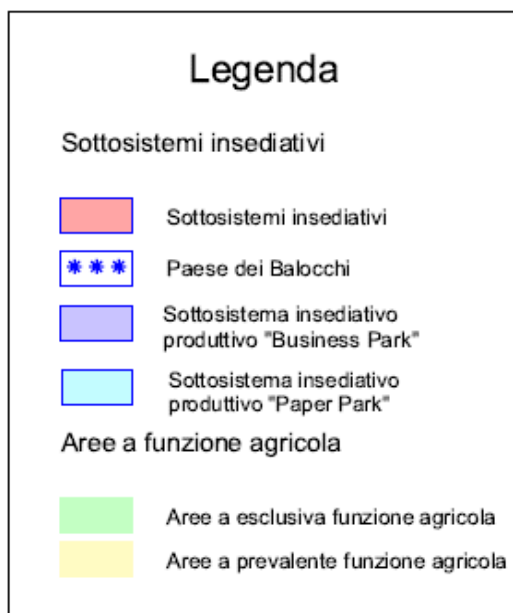 Legenda
Sottosistemi insediativi
Sottosistemi insediativi
Paese dei Balocchi
Sottosistema insediativo
produttivo "Business Park"
Sottosistema insediativo
produttivo "Paper Park"
Aree a funzione agricola
Aree a esclusiva funzione agricola
Aree a prevalente funzione agricola